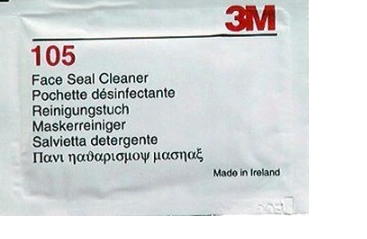 3M
105
Face Seal Cleaner
Pochette désinfectante
Reinigungstuch
Maskerreiniger
Salvietta detergente
Πανι ηαθαρισμοψ μασηαξ
Made in Ireland